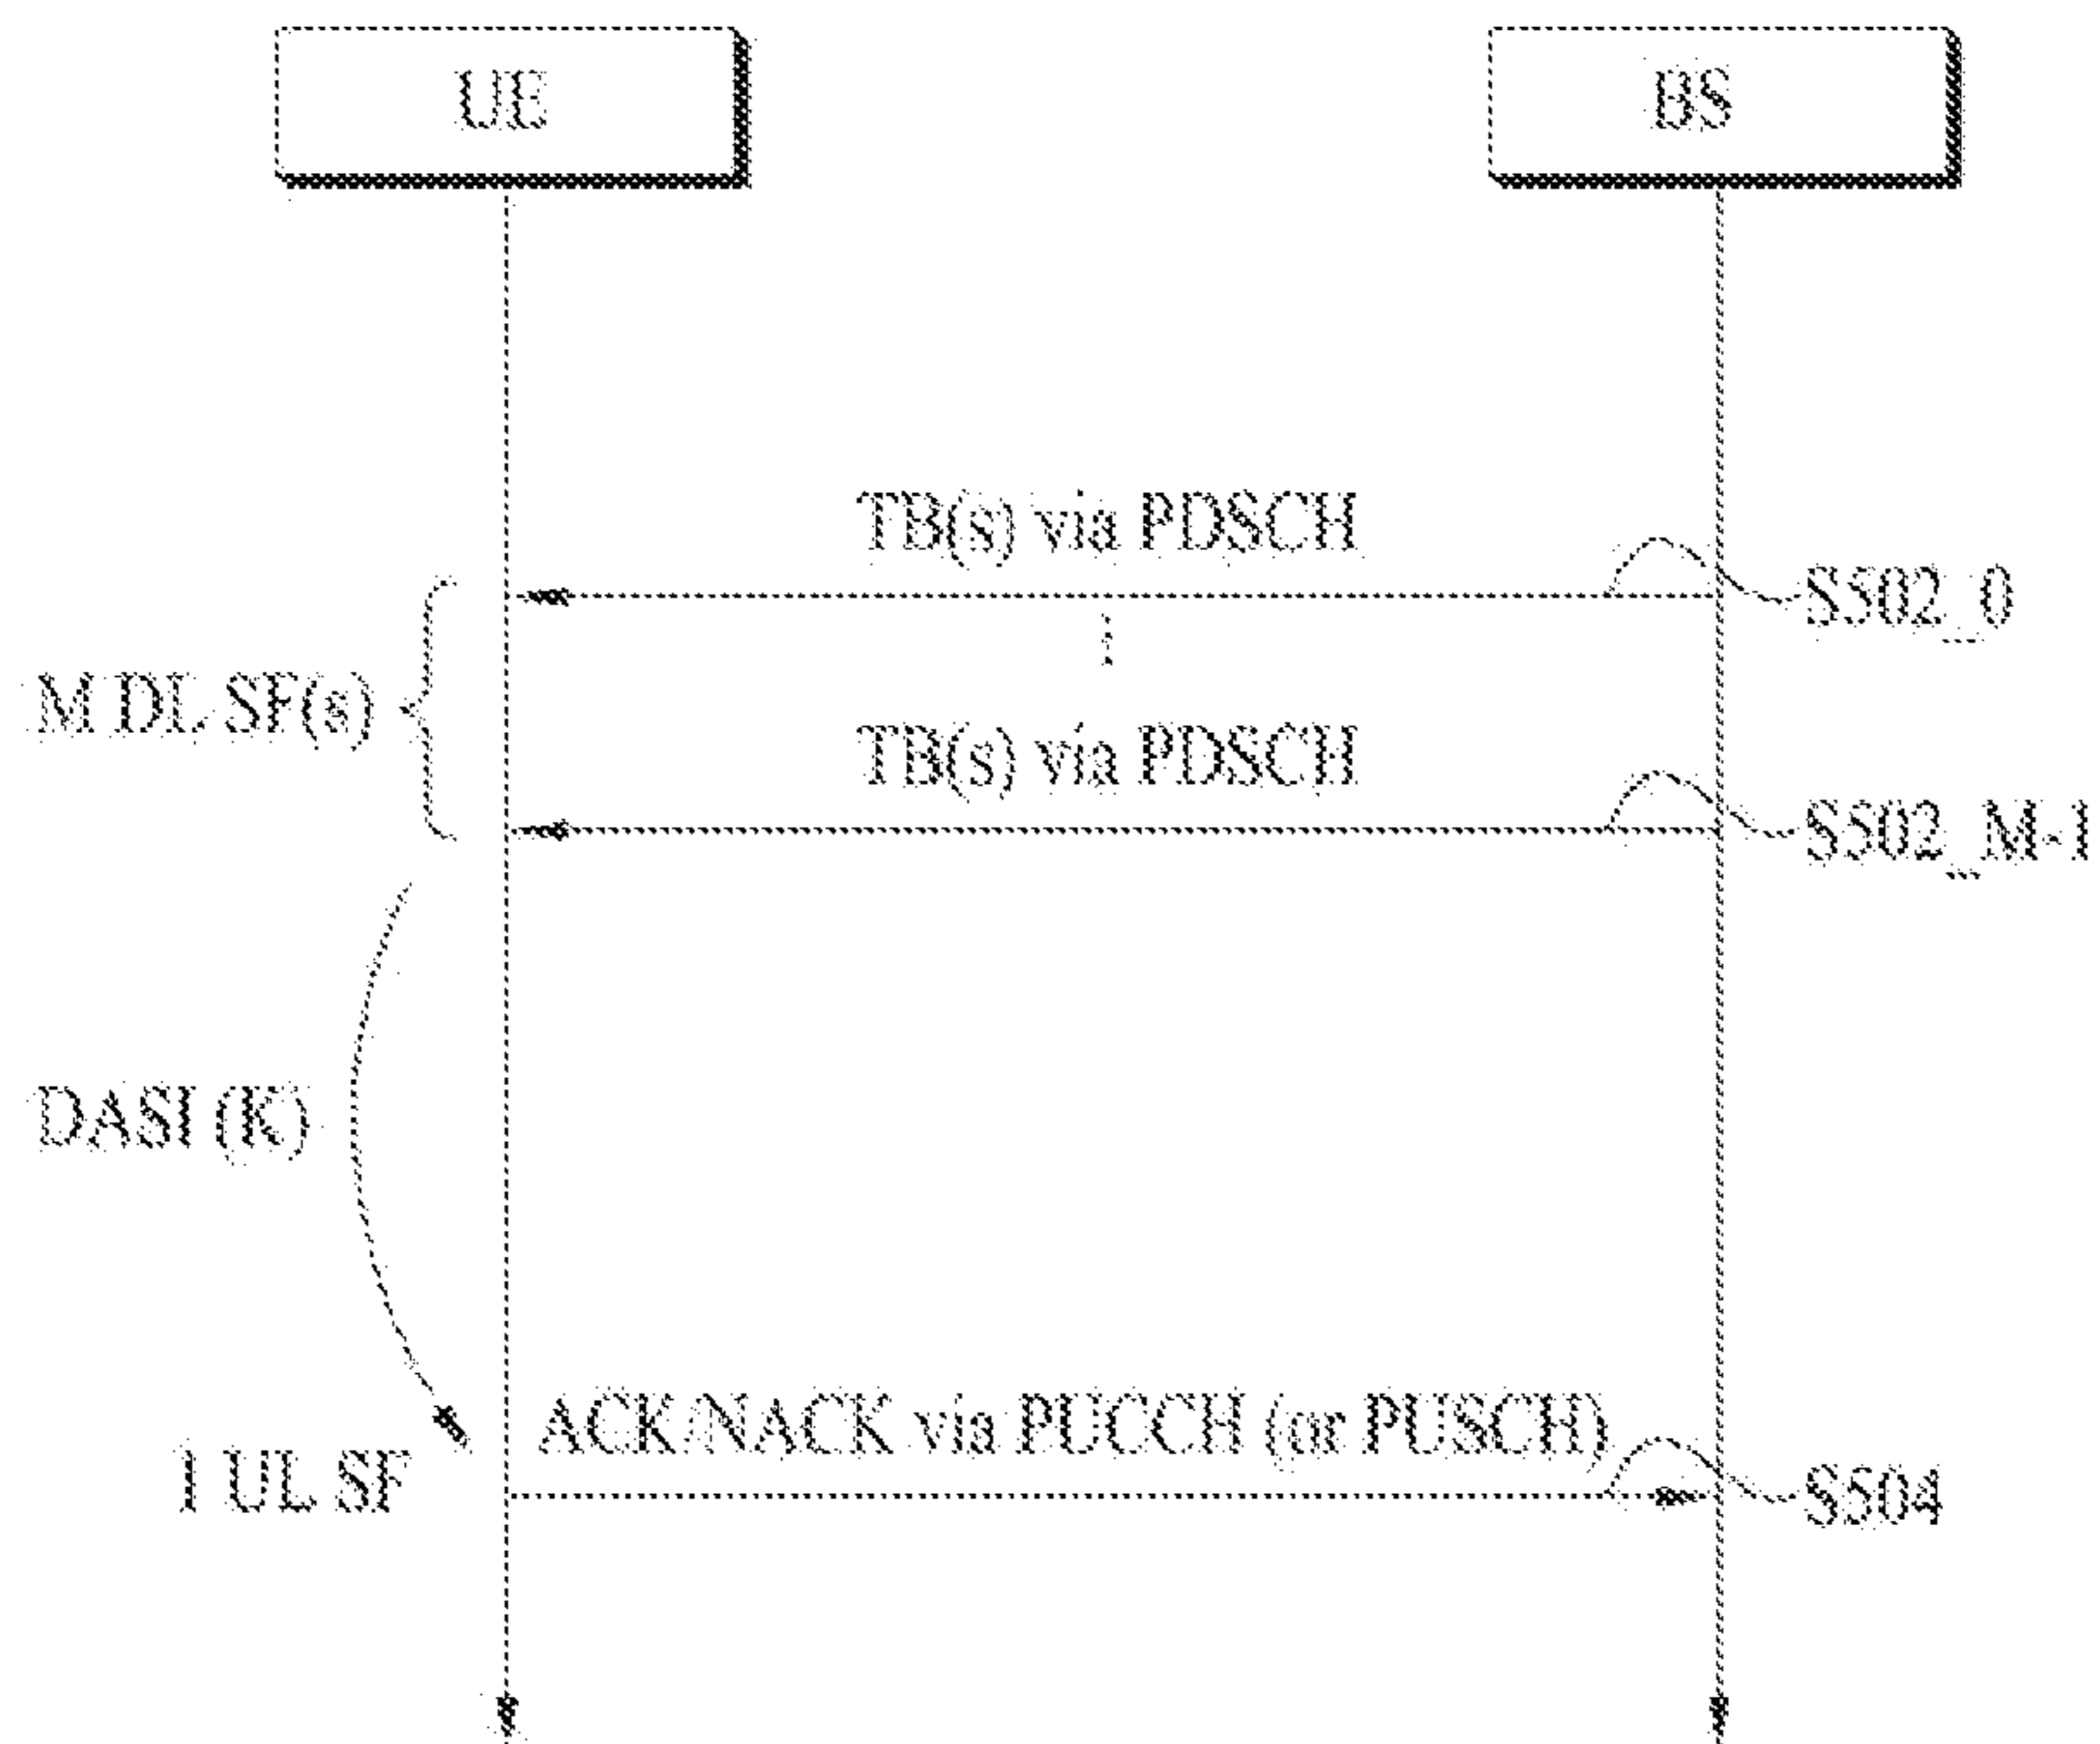 UE
BS
TB(s) via PDSCH
S502_0
M DL SF(s)
TB(s) via PDSCH
S502_M-1
DASI (K)
ACK/NACK via PUCCH (or PUSCH)
1 UL SF
S504